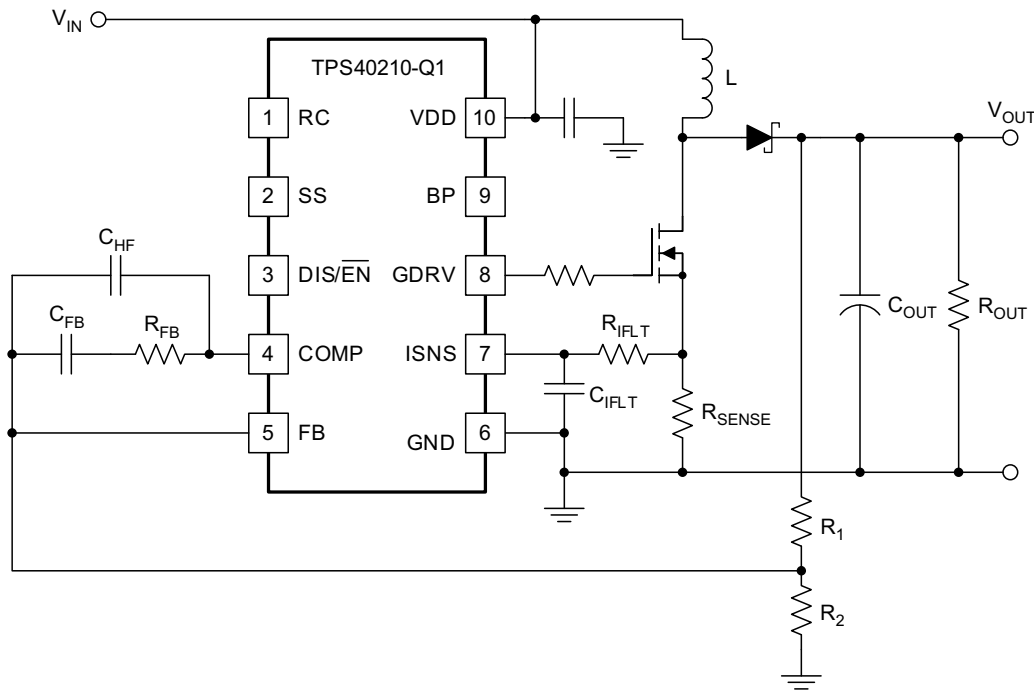 V_IN
TPS40210-Q1
L
1 RC
VDD 10
V_OUT
2 SS
BP 9
C_HF
3 DIS/E̅N̅
GDRV 8
C_FB
R_FB
R_IFLT
C_OUT
R_OUT
4 COMP
ISNS 7
C_IFLT
R_SENSE
5 FB
GND 6
R_1
R_2